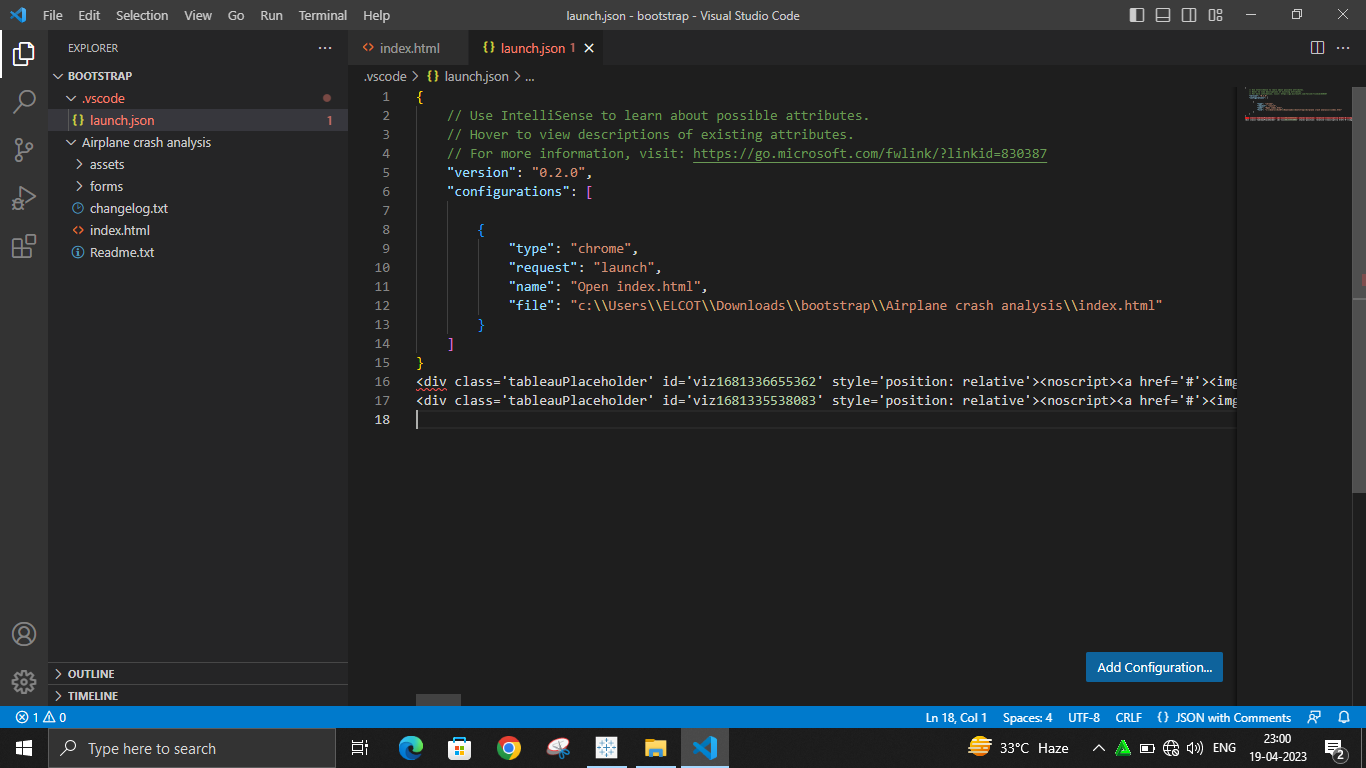 File Edit Selection View Go Run Terminal Help launch.json - bootstrap - Visual Studio Code
EXPLORER ···
index.html launch.json 1
BOOTSTRAP
.vscode
launch.json 1
Airplane crash analysis
assets
forms
changelog.txt
index.html
Readme.txt
OUTLINE
TIMELINE
.vscode > {} launch.json > ...
1 {
2 // Use IntelliSense to learn about possible attributes.
3 // Hover to view descriptions of existing attributes.
4 // For more information, visit: https://go.microsoft.com/fwlink/?linkid=830387
5 "version": "0.2.0",
6 "configurations": [
7
8 {
9 "type": "chrome",
10 "request": "launch",
11 "name": "Open index.html",
12 "file": "c:\\Users\\ELCOT\\Downloads\\bootstrap\\Airplane crash analysis\\index.html"
13 }
14 ]
15 }
16 <div class='tableauPlaceholder' id='viz1681336655362' style='position: relative'><noscript><a href='#'><img
17 <div class='tableauPlaceholder' id='viz1681335538083' style='position: relative'><noscript><a href='#'><img
18
Add Configuration...
1 0 Ln 18, Col 1 Spaces: 4 UTF-8 CRLF {} JSON with Comments
Type here to search 33°C Haze ENG 23:00
19-04-2023 2